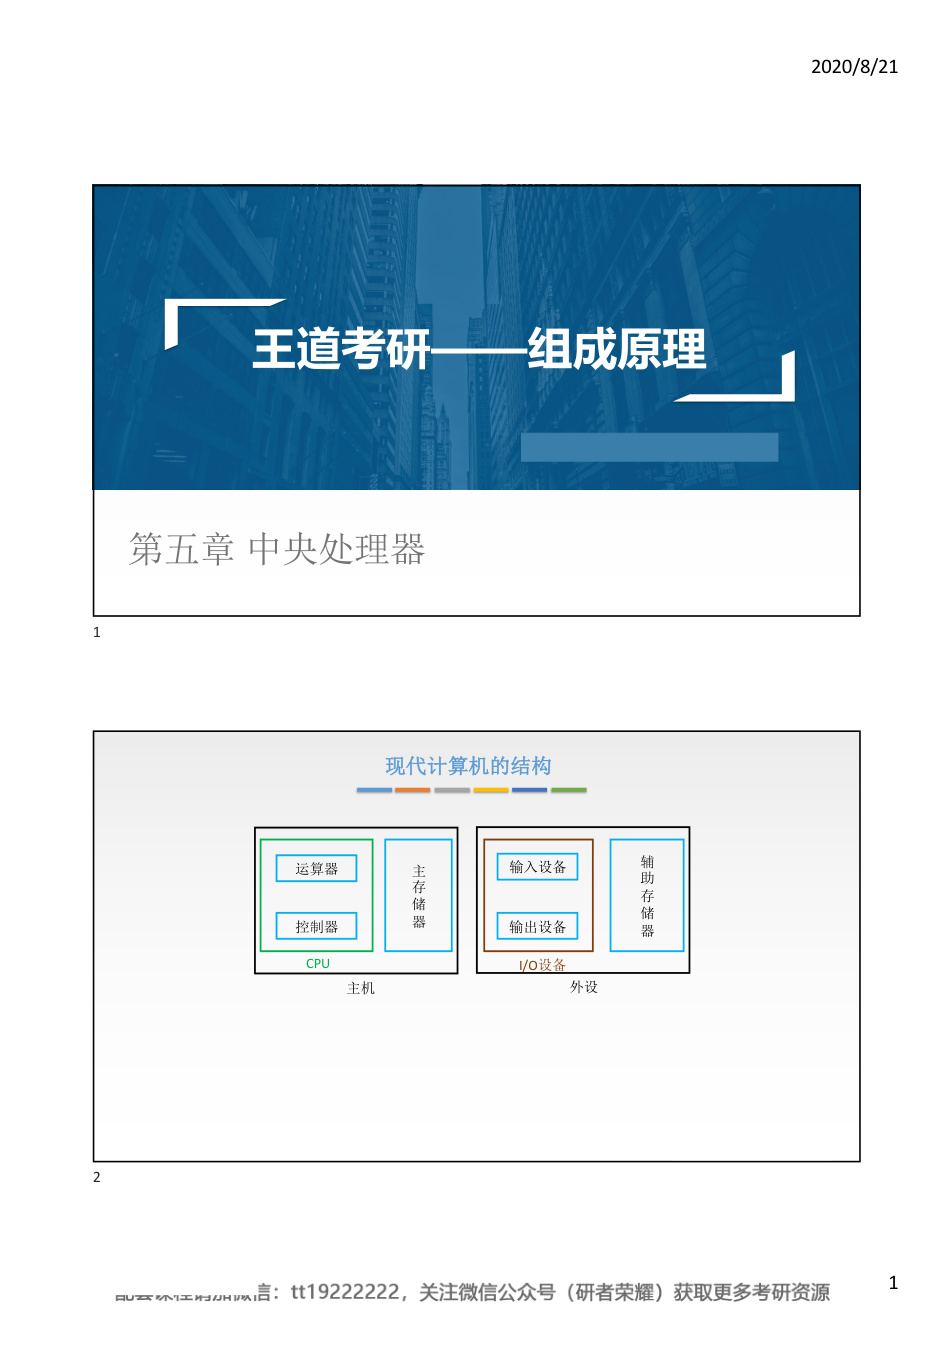 2020/8/21
王道考研——组成原理
第五章 中央处理器
1
现代计算机的结构
运算器
控制器
CPU
主存储器
主机
输入设备
输出设备
I/O设备
辅助存储器
外设
2
言：tt19222222，关注微信公众号（研者荣耀）获取更多考研资源
1